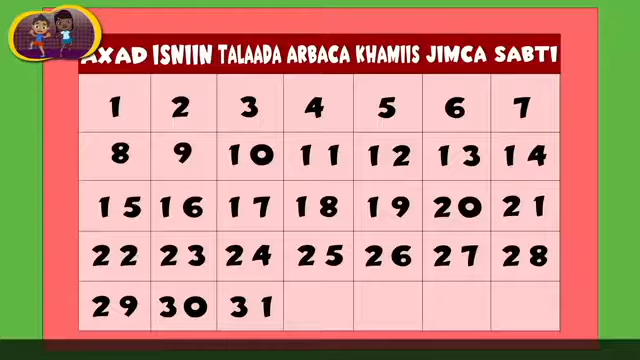 AXAD ISNIIN TALAADA ARBACA KHAMIIS JIMCA SABTI
1 2 3 4 5 6 7
8 9 10 11 12 13 14
15 16 17 18 19 20 21
22 23 24 25 26 27 28
29 30 31